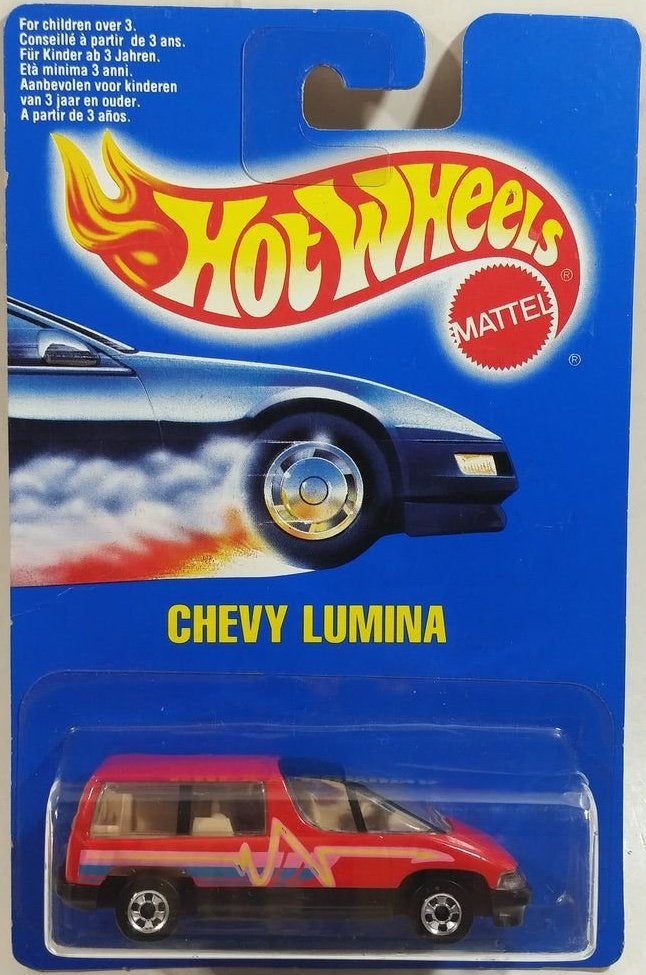 For children over 3.
Conseillé à partir de 3 ans.
Für Kinder ab 3 Jahren.
Età minima 3 anni.
Aanbevolen voor kinderen
van 3 jaar en ouder.
A partir de 3 años.
HOT WHEELS ®
MATTEL
®
CHEVY LUMINA